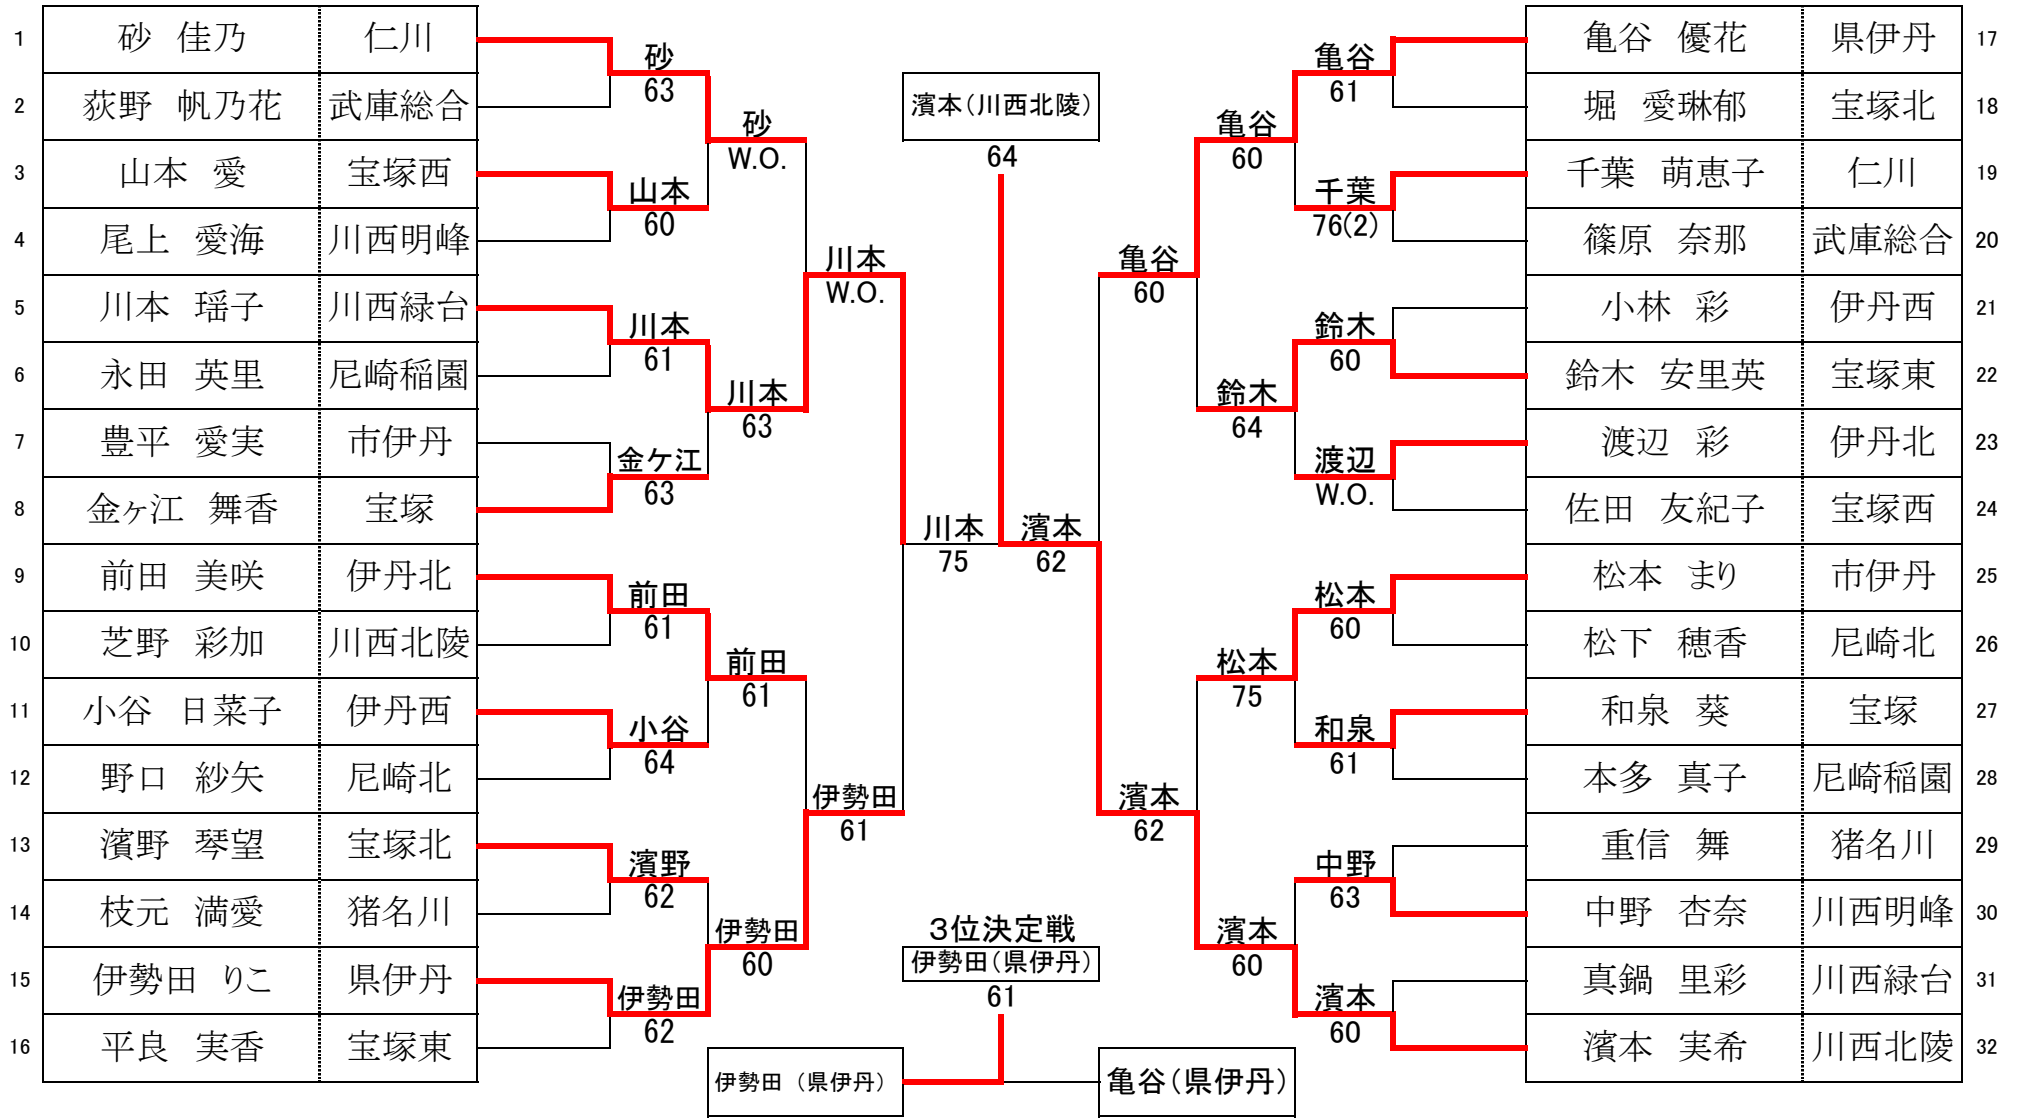 1 砂 佳乃 仁川
2 荻野 帆乃花 武庫総合
3 山本 愛 宝塚西
4 尾上 愛海 川西明峰
5 川本 瑶子 川西緑台
6 永田 英里 尼崎稲園
7 豊平 愛実 市伊丹
8 金ヶ江 舞香 宝塚
9 前田 美咲 伊丹北
10 芝野 彩加 川西北陵
11 小谷 日菜子 伊丹西
12 野口 紗矢 尼崎北
13 濱野 琴望 宝塚北
14 枝元 満愛 猪名川
15 伊勢田 りこ 県伊丹
16 平良 実香 宝塚東
砂
63
山本
60
川本
61
金ケ江
63
前田
61
小谷
64
濱野
62
伊勢田
62
砂
W.O.
川本
63
前田
61
伊勢田
60
川本
W.O.
伊勢田
61
川本
75
濱本(川西北陵)
64
濱本
62
3位決定戦
伊勢田(県伊丹)
61
伊勢田 (県伊丹)
亀谷(県伊丹)
亀谷
60
濱本
62
亀谷
60
鈴木
64
松本
75
濱本
60
亀谷
61
千葉
76(2)
鈴木
60
渡辺
W.O.
松本
60
和泉
61
中野
63
濱本
60
亀谷 優花 県伊丹 17
堀 愛琳郁 宝塚北 18
千葉 萌恵子 仁川 19
篠原 奈那 武庫総合 20
小林 彩 伊丹西 21
鈴木 安里英 宝塚東 22
渡辺 彩 伊丹北 23
佐田 友紀子 宝塚西 24
松本 まり 市伊丹 25
松下 穂香 尼崎北 26
和泉 葵 宝塚 27
本多 真子 尼崎稲園 28
重信 舞 猪名川 29
中野 杏奈 川西明峰 30
真鍋 里彩 川西緑台 31
濱本 実希 川西北陵 32